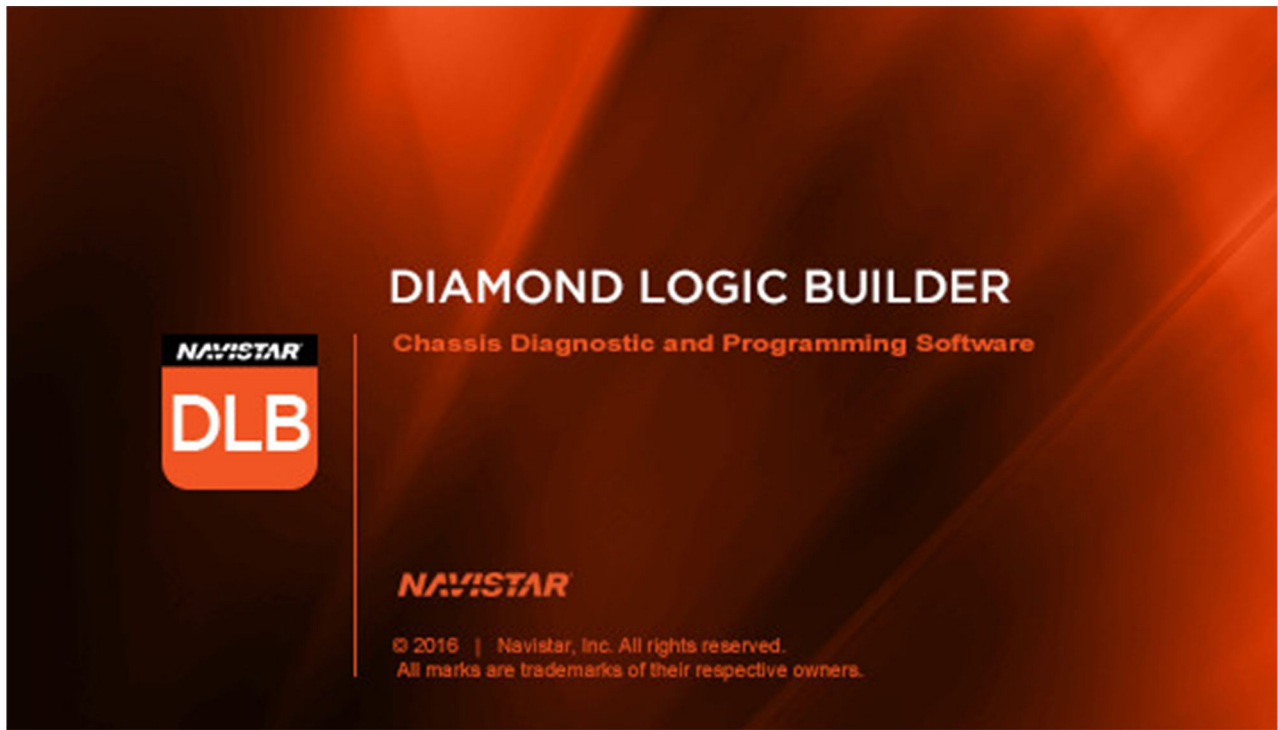 DIAMOND LOGIC BUILDER
Chassis Diagnostic and Programming Software
NAVISTAR
DLB
NAVISTAR
© 2016 | Navistar, Inc. All rights reserved.
All marks are trademarks of their respective owners.